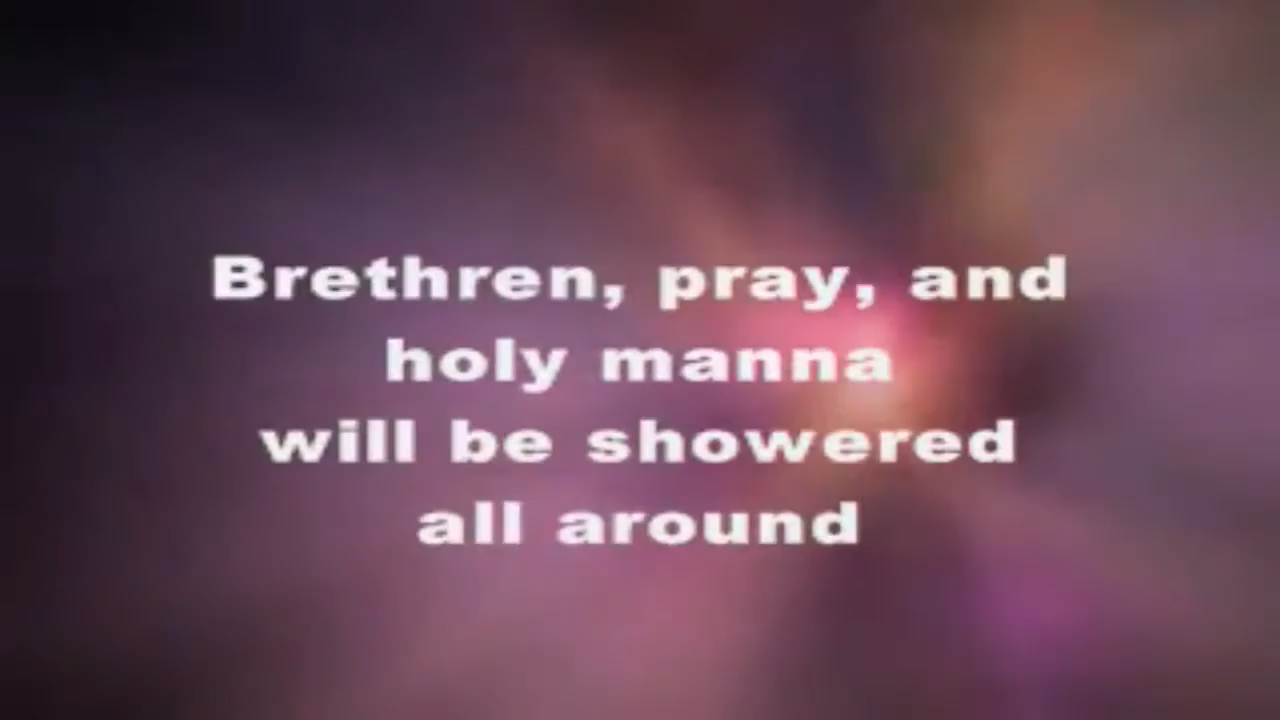 Brethren, pray, and
holy manna
will be showered
all around